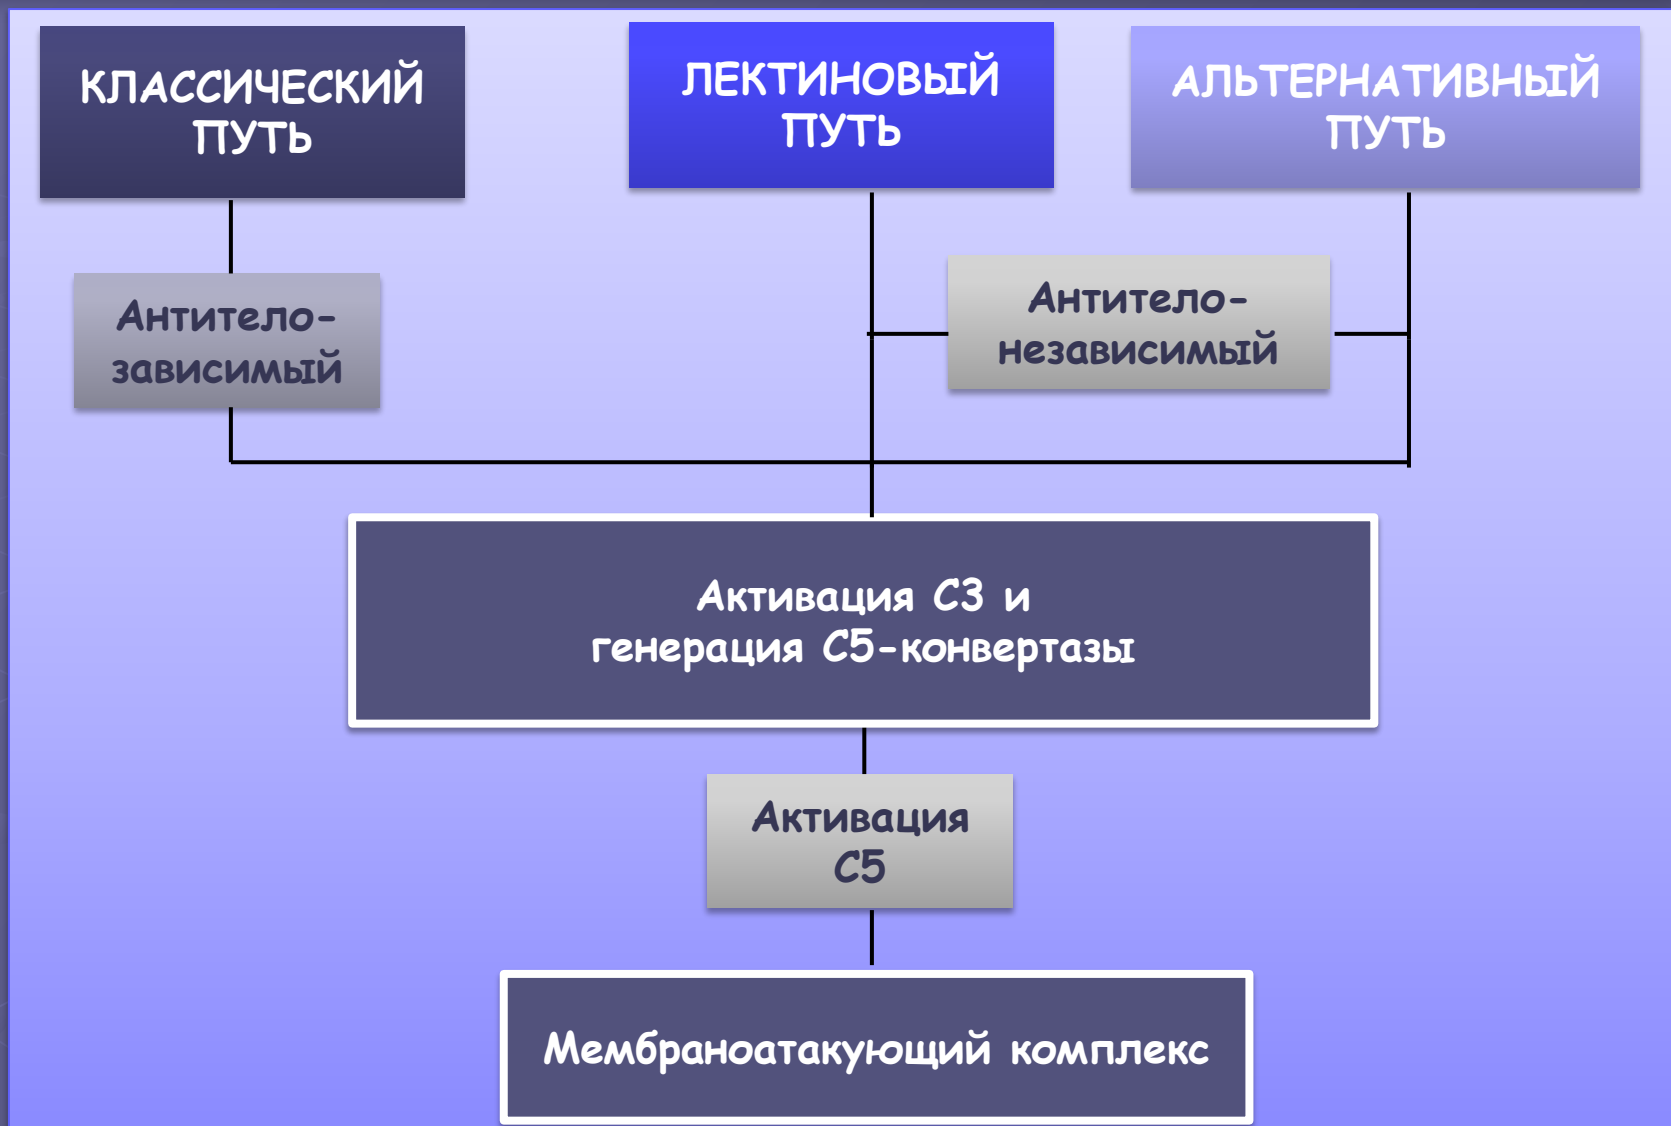 КЛАССИЧЕСКИЙ
ПУТЬ
ЛЕКТИНОВЫЙ
ПУТЬ
АЛЬТЕРНАТИВНЫЙ
ПУТЬ
Антитело-
зависимый
Антитело-
независимый
Активация С3 и
генерация С5-конвертазы
Активация
С5
Мембраноатакующий комплекс